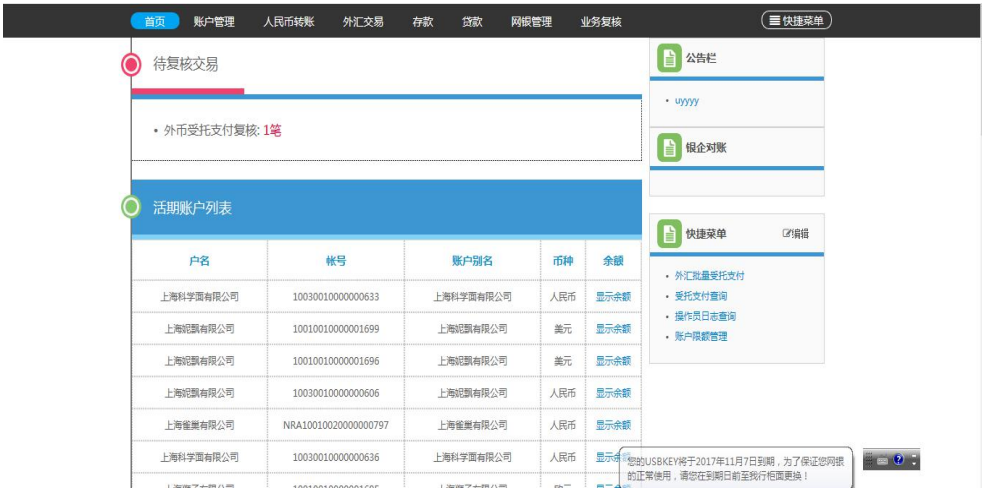 首页 账户管理 人民币转账 外汇交易 存款 贷款 网银管理 业务复核 快捷菜单
待复核交易
• 外币受托支付复核: 1笔
活期账户列表
户名 帐号 账户别名 币种 余额
上海科学面有限公司 10030010000000633 上海科学面有限公司 人民币 显示余额
上海妮飘有限公司 10010010000001699 上海妮飘有限公司 美元 显示余额
上海妮飘有限公司 10010010000001696 上海妮飘有限公司 美元 显示余额
上海妮飘有限公司 10030010000000606 上海妮飘有限公司 人民币 显示余额
上海雀巢有限公司 NRA10010020000000797 上海雀巢有限公司 人民币 显示余额
上海科学面有限公司 10030010000000636 上海科学面有限公司 人民币 显示余
公告栏
• uyyyy
银企对账
快捷菜单 编辑
• 外汇批量受托支付
• 受托支付查询
• 操作员日志查询
• 账户限额管理
您的USBKEY将于2017年11月7日到期，为了保证您网银
的正常使用，请您在到期日前至我行柜面更换！